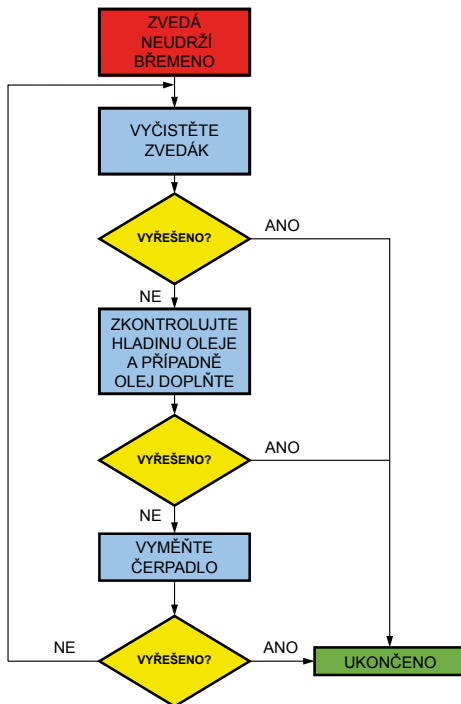 ZVEDÁ
NEUDRŽÍ
BŘEMENO
VYČISTĚTE
ZVEDÁK
VYŘEŠENO?
ANO
NE
ZKONTROLUJTE
HLADINU OLEJE
A PŘÍPADNĚ
OLEJ DOPLŇTE
VYŘEŠENO?
ANO
NE
VYMĚŇTE
ČERPADLO
NE
VYŘEŠENO?
ANO
UKONČENO